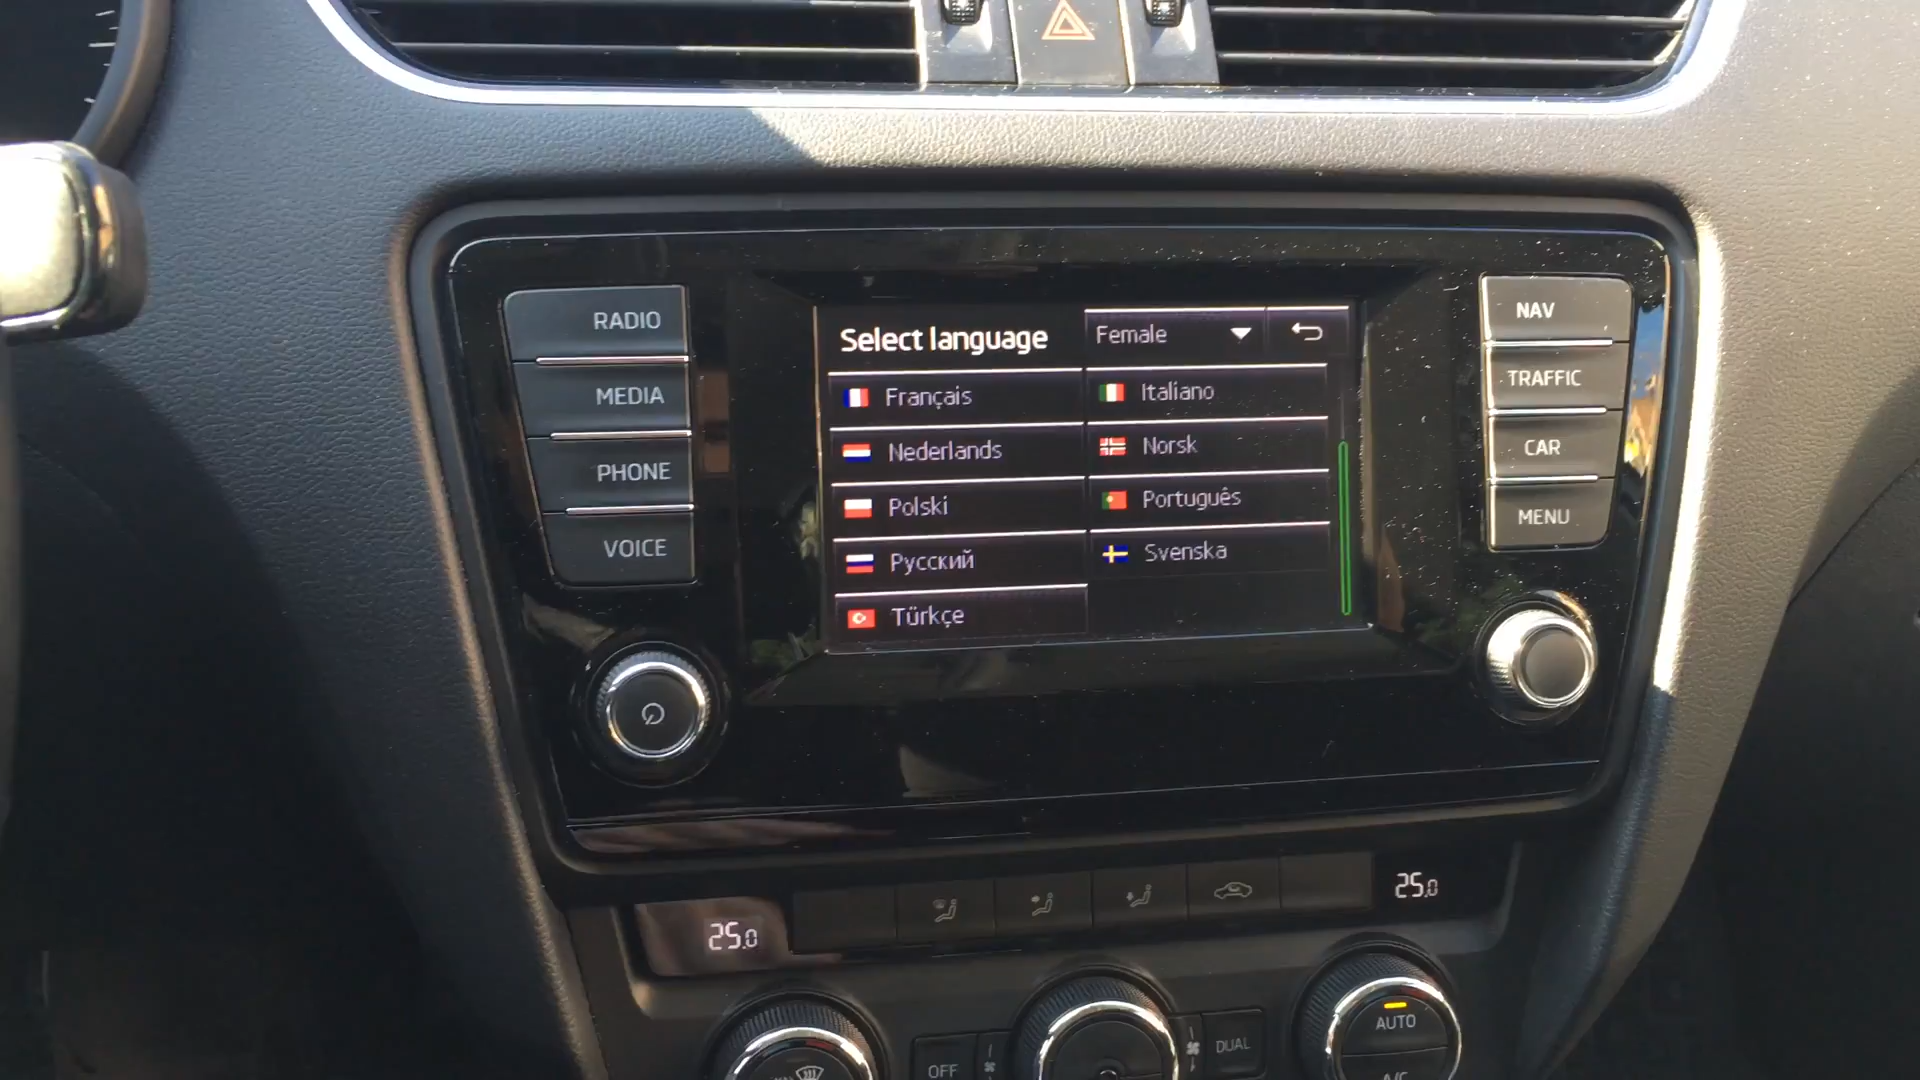 RADIO
MEDIA
PHONE
VOICE
Select language
Female
Français
Italiano
Nederlands
Norsk
Polski
Português
Русский
Svenska
Türkçe
NAV
TRAFFIC
CAR
MENU
25.0
25.0
OFF
DUAL
AUTO
A/C